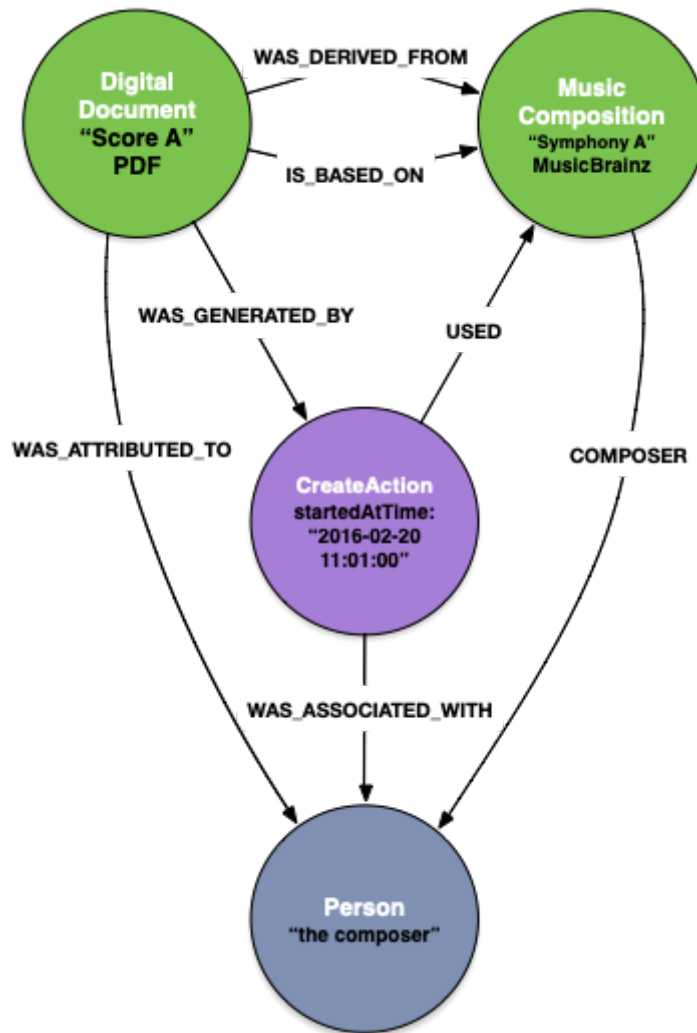 WAS_DERIVED_FROM
Digital
Document
“Score A”
PDF
Music
Composition
“Symphony A”
MusicBrainz
IS_BASED_ON
WAS_GENERATED_BY
USED
WAS_ATTRIBUTED_TO
COMPOSER
CreateAction
startedAtTime:
“2016-02-20
11:01:00”
WAS_ASSOCIATED_WITH
Person
“the composer”